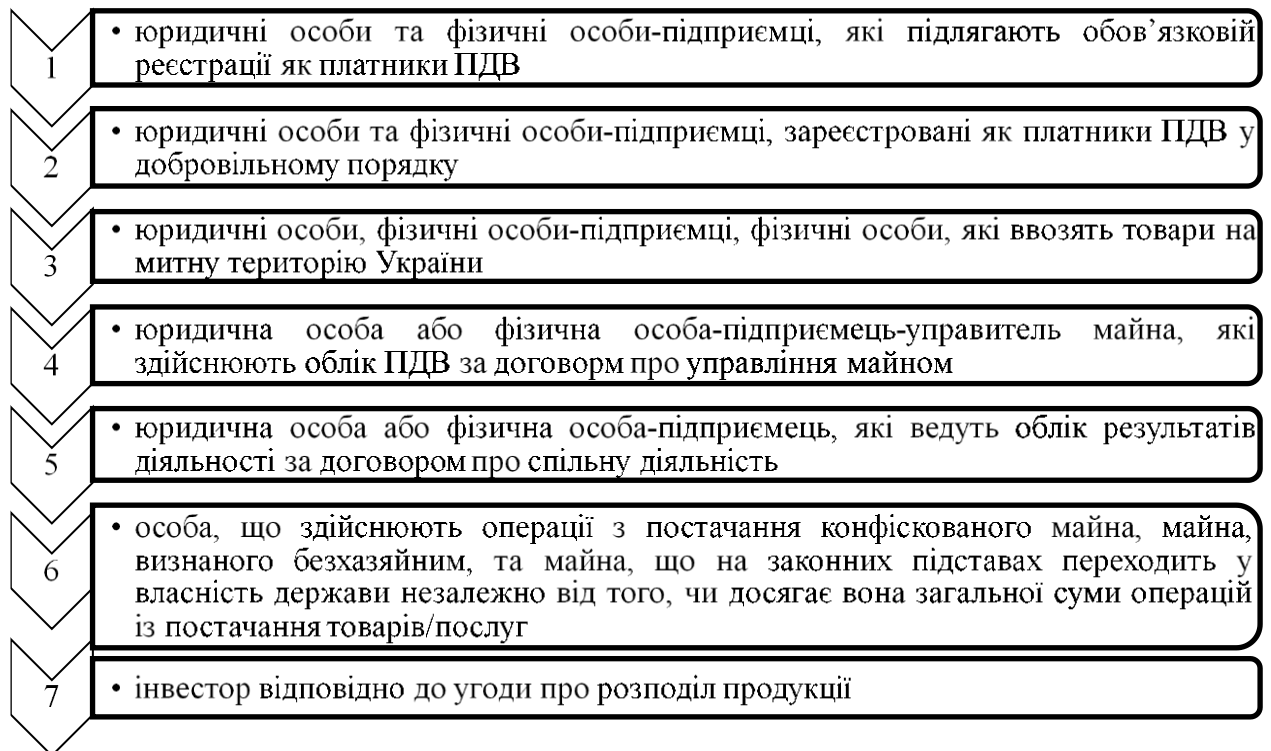 1
• юридичні особи та фізичні особи-підприємці, які підлягають обов’язковій
реєстрації як платники ПДВ
2
• юридичні особи та фізичні особи-підприємці, зареєстровані як платники ПДВ у
добровільному порядку
3
• юридичні особи, фізичні особи-підприємці, фізичні особи, які ввозять товари на
митну територію України
4
• юридична особа або фізична особа-підприємець-управитель майна, які
здійснюють облік ПДВ за договорм про управління майном
5
• юридична особа або фізична особа-підприємець, які ведуть облік результатів
діяльності за договором про спільну діяльність
6
• особа, що здійснюють операції з постачання конфіскованого майна, майна,
визнаного безхазяйним, та майна, що на законних підставах переходить у
власність держави незалежно від того, чи досягає вона загальної суми операцій
із постачання товарів/послуг
7
• інвестор відповідно до угоди про розподіл продукції